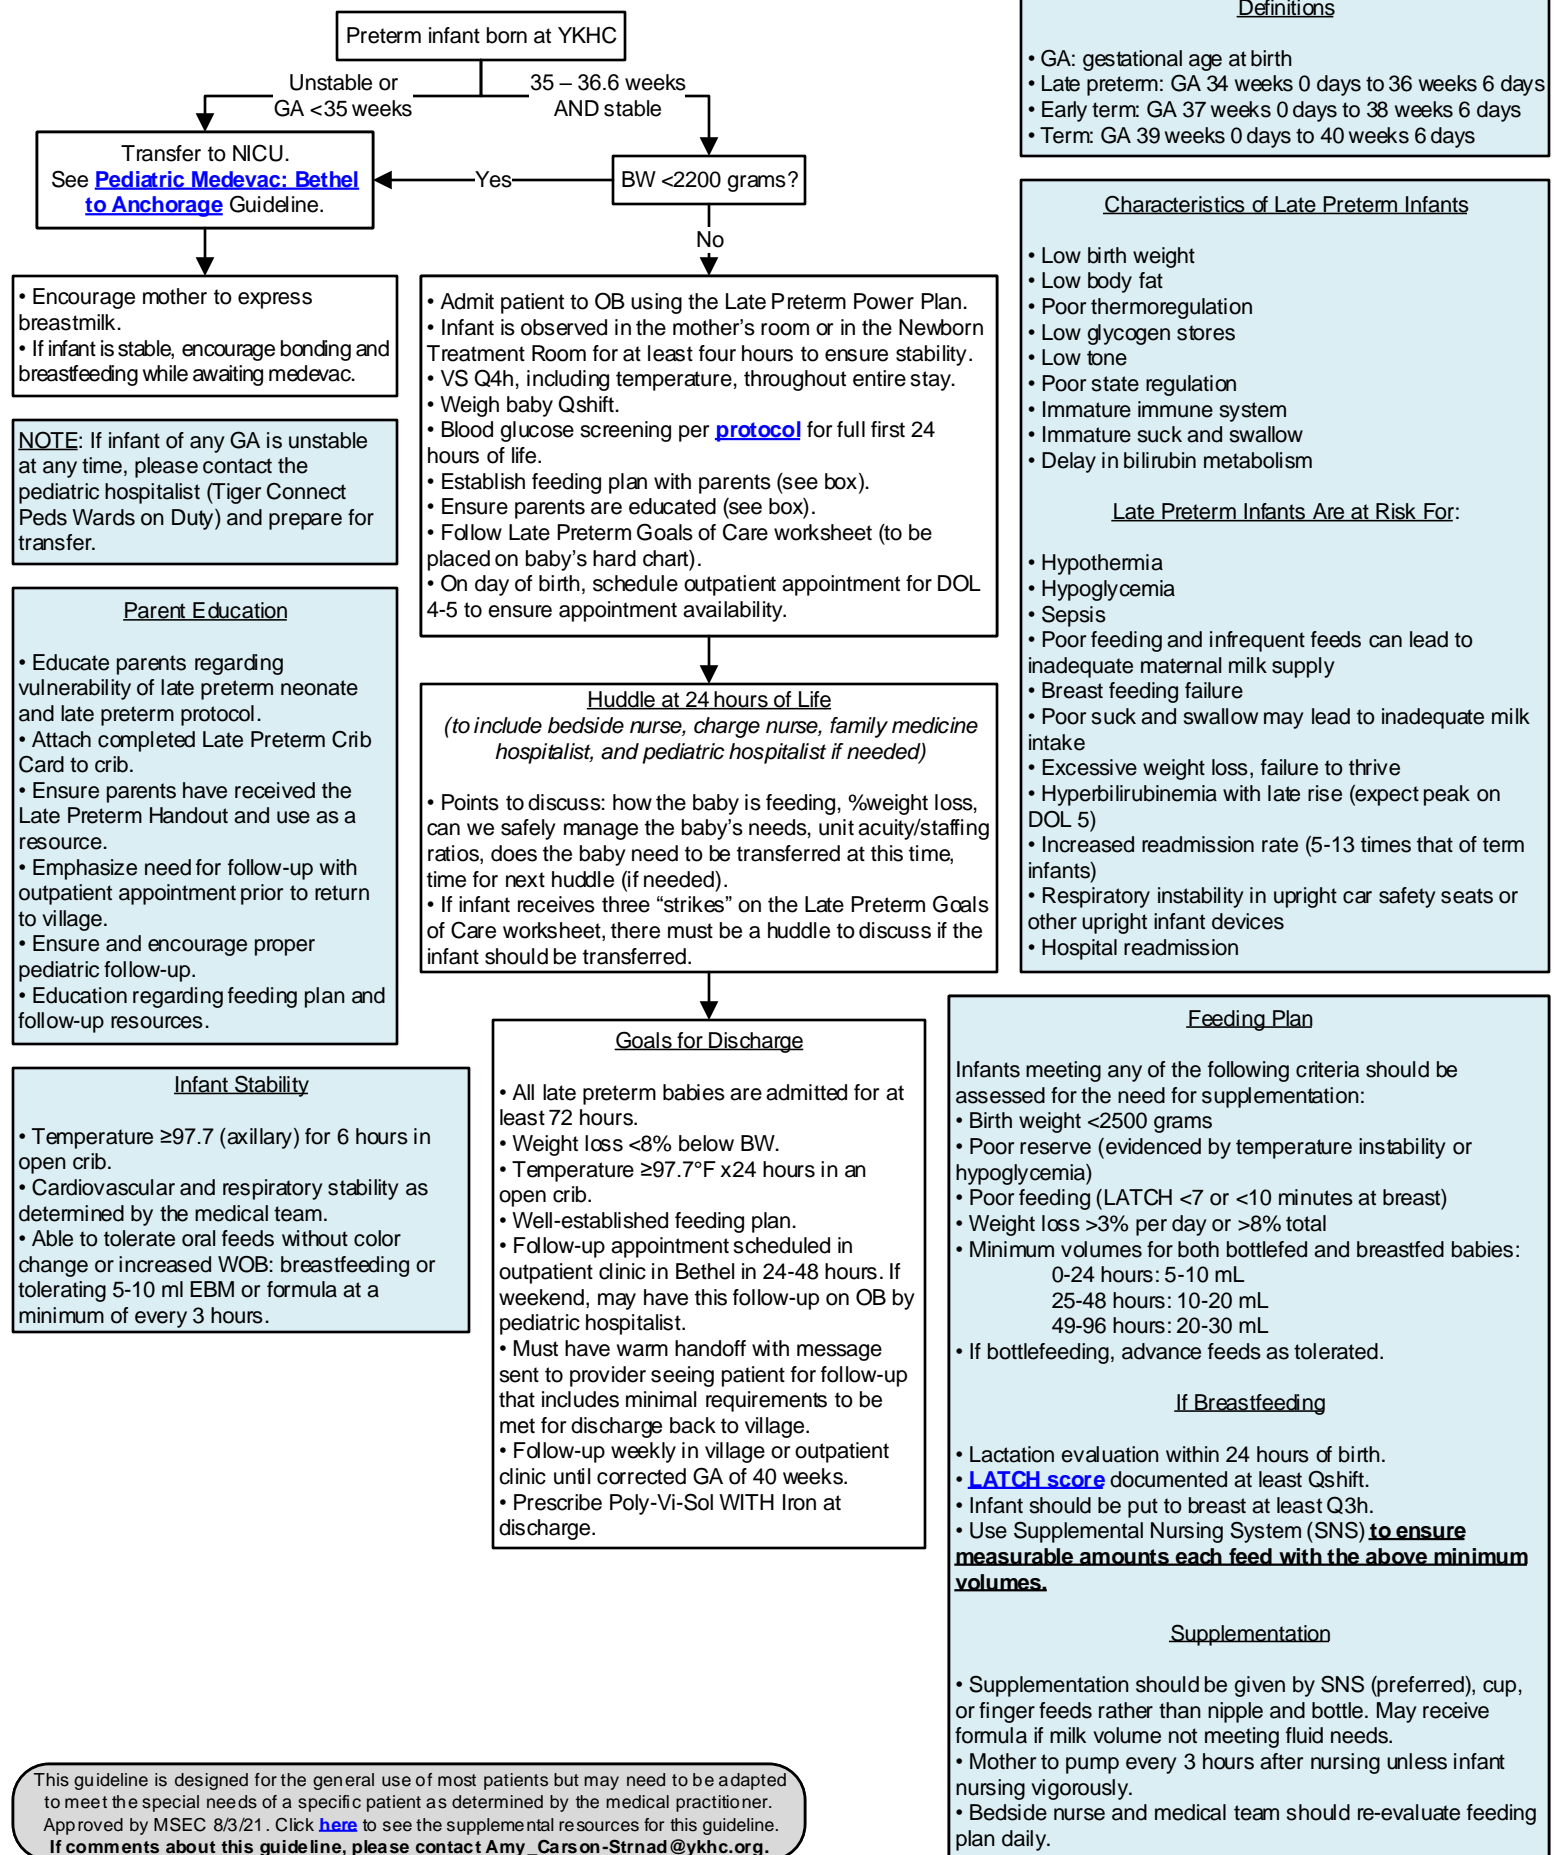 Preterm infant born at YKHC
Unstable or
GA <35 weeks
35 – 36.6 weeks
AND stable
Transfer to NICU.
See Pediatric Medevac: Bethel
to Anchorage Guideline.
Yes
BW <2200 grams?
No
• Encourage mother to express
breastmilk.
• If infant is stable, encourage bonding and
breastfeeding while awaiting medevac.
NOTE: If infant of any GA is unstable
at any time, please contact the
pediatric hospitalist (Tiger Connect
Peds Wards on Duty) and prepare for
transfer.
Parent Education
• Educate parents regarding
vulnerability of late preterm neonate
and late preterm protocol.
• Attach completed Late Preterm Crib
Card to crib.
• Ensure parents have received the
Late Preterm Handout and use as a
resource.
• Emphasize need for follow-up with
outpatient appointment prior to return
to village.
• Ensure and encourage proper
pediatric follow-up.
• Education regarding feeding plan and
follow-up resources.
Infant Stability
• Temperature ≥97.7 (axillary) for 6 hours in
open crib.
• Cardiovascular and respiratory stability as
determined by the medical team.
• Able to tolerate oral feeds without color
change or increased WOB: breastfeeding or
tolerating 5-10 ml EBM or formula at a
minimum of every 3 hours.
• Admit patient to OB using the Late Preterm Power Plan.
• Infant is observed in the mother's room or in the Newborn
Treatment Room for at least four hours to ensure stability.
• VS Q4h, including temperature, throughout entire stay.
• Weigh baby Qshift.
• Blood glucose screening per protocol for full first 24
hours of life.
• Establish feeding plan with parents (see box).
• Ensure parents are educated (see box).
• Follow Late Preterm Goals of Care worksheet (to be
placed on baby's hard chart).
• On day of birth, schedule outpatient appointment for DOL
4-5 to ensure appointment availability.
Huddle at 24 hours of Life
(to include bedside nurse, charge nurse, family medicine
hospitalist, and pediatric hospitalist if needed)
• Points to discuss: how the baby is feeding, %weight loss,
can we safely manage the baby's needs, unit acuity/staffing
ratios, does the baby need to be transferred at this time,
time for next huddle (if needed).
• If infant receives three "strikes" on the Late Preterm Goals
of Care worksheet, there must be a huddle to discuss if the
infant should be transferred.
Goals for Discharge
• All late preterm babies are admitted for at
least 72 hours.
• Weight loss <8% below BW.
• Temperature ≥97.7°F x24 hours in an
open crib.
• Well-established feeding plan.
• Follow-up appointment scheduled in
outpatient clinic in Bethel in 24-48 hours. If
weekend, may have this follow-up on OB by
pediatric hospitalist.
• Must have warm handoff with message
sent to provider seeing patient for follow-up
that includes minimal requirements to be
met for discharge back to village.
• Follow-up weekly in village or outpatient
clinic until corrected GA of 40 weeks.
• Prescribe Poly-Vi-Sol WITH Iron at
discharge.
Definitions
• GA: gestational age at birth
• Late preterm: GA 34 weeks 0 days to 36 weeks 6 days
• Early term: GA 37 weeks 0 days to 38 weeks 6 days
• Term: GA 39 weeks 0 days to 40 weeks 6 days
Characteristics of Late Preterm Infants
• Low birth weight
• Low body fat
• Poor thermoregulation
• Low glycogen stores
• Low tone
• Poor state regulation
• Immature immune system
• Immature suck and swallow
• Delay in bilirubin metabolism
Late Preterm Infants Are at Risk For:
• Hypothermia
• Hypoglycemia
• Sepsis
• Poor feeding and infrequent feeds can lead to
inadequate maternal milk supply
• Breast feeding failure
• Poor suck and swallow may lead to inadequate milk
intake
• Excessive weight loss, failure to thrive
• Hyperbilirubinemia with late rise (expect peak on
DOL 5)
• Increased readmission rate (5-13 times that of term
infants)
• Respiratory instability in upright car safety seats or
other upright infant devices
• Hospital readmission
Feeding Plan
Infants meeting any of the following criteria should be
assessed for the need for supplementation:
• Birth weight <2500 grams
• Poor reserve (evidenced by temperature instability or
hypoglycemia)
• Poor feeding (LATCH <7 or <10 minutes at breast)
• Weight loss >3% per day or >8% total
• Minimum volumes for both bottlefed and breastfed babies:
0-24 hours: 5-10 mL
25-48 hours: 10-20 mL
49-96 hours: 20-30 mL
• If bottlefeeding, advance feeds as tolerated.
If Breastfeeding
• Lactation evaluation within 24 hours of birth.
• LATCH score documented at least Qshift.
• Infant should be put to breast at least Q3h.
• Use Supplemental Nursing System (SNS) to ensure
measurable amounts each feed with the above minimum
volumes.
Supplementation
• Supplementation should be given by SNS (preferred), cup,
or finger feeds rather than nipple and bottle. May receive
formula if milk volume not meeting fluid needs.
• Mother to pump every 3 hours after nursing unless infant
nursing vigorously.
• Bedside nurse and medical team should re-evaluate feeding
plan daily.
This guideline is designed for the general use of most patients but may need to be adapted
to meet the special needs of a specific patient as determined by the medical practitioner.
Approved by MSEC 8/3/21. Click here to see the supplemental resources for this guideline.
If comments about this guideline, please contact Amy_Carson-Strnad@ykhc.org.